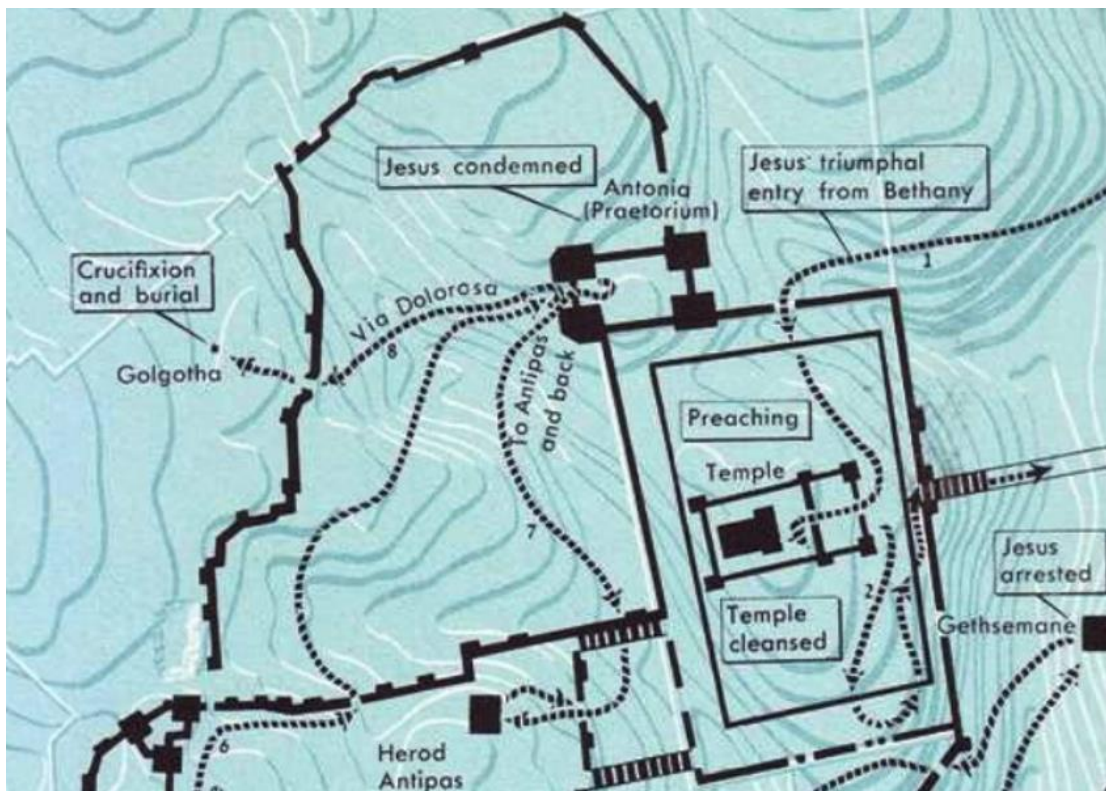 Jesus condemned
Antonia
(Praetorium)
Jesus' triumphal
entry from Bethany
1
Crucifixion
and burial
Via Dolorosa
8
Golgotha
To Antipas
and back
Preaching
Temple
7
Jesus
arrested
2
Temple
cleansed
Gethsemane
6
Herod
Antipas